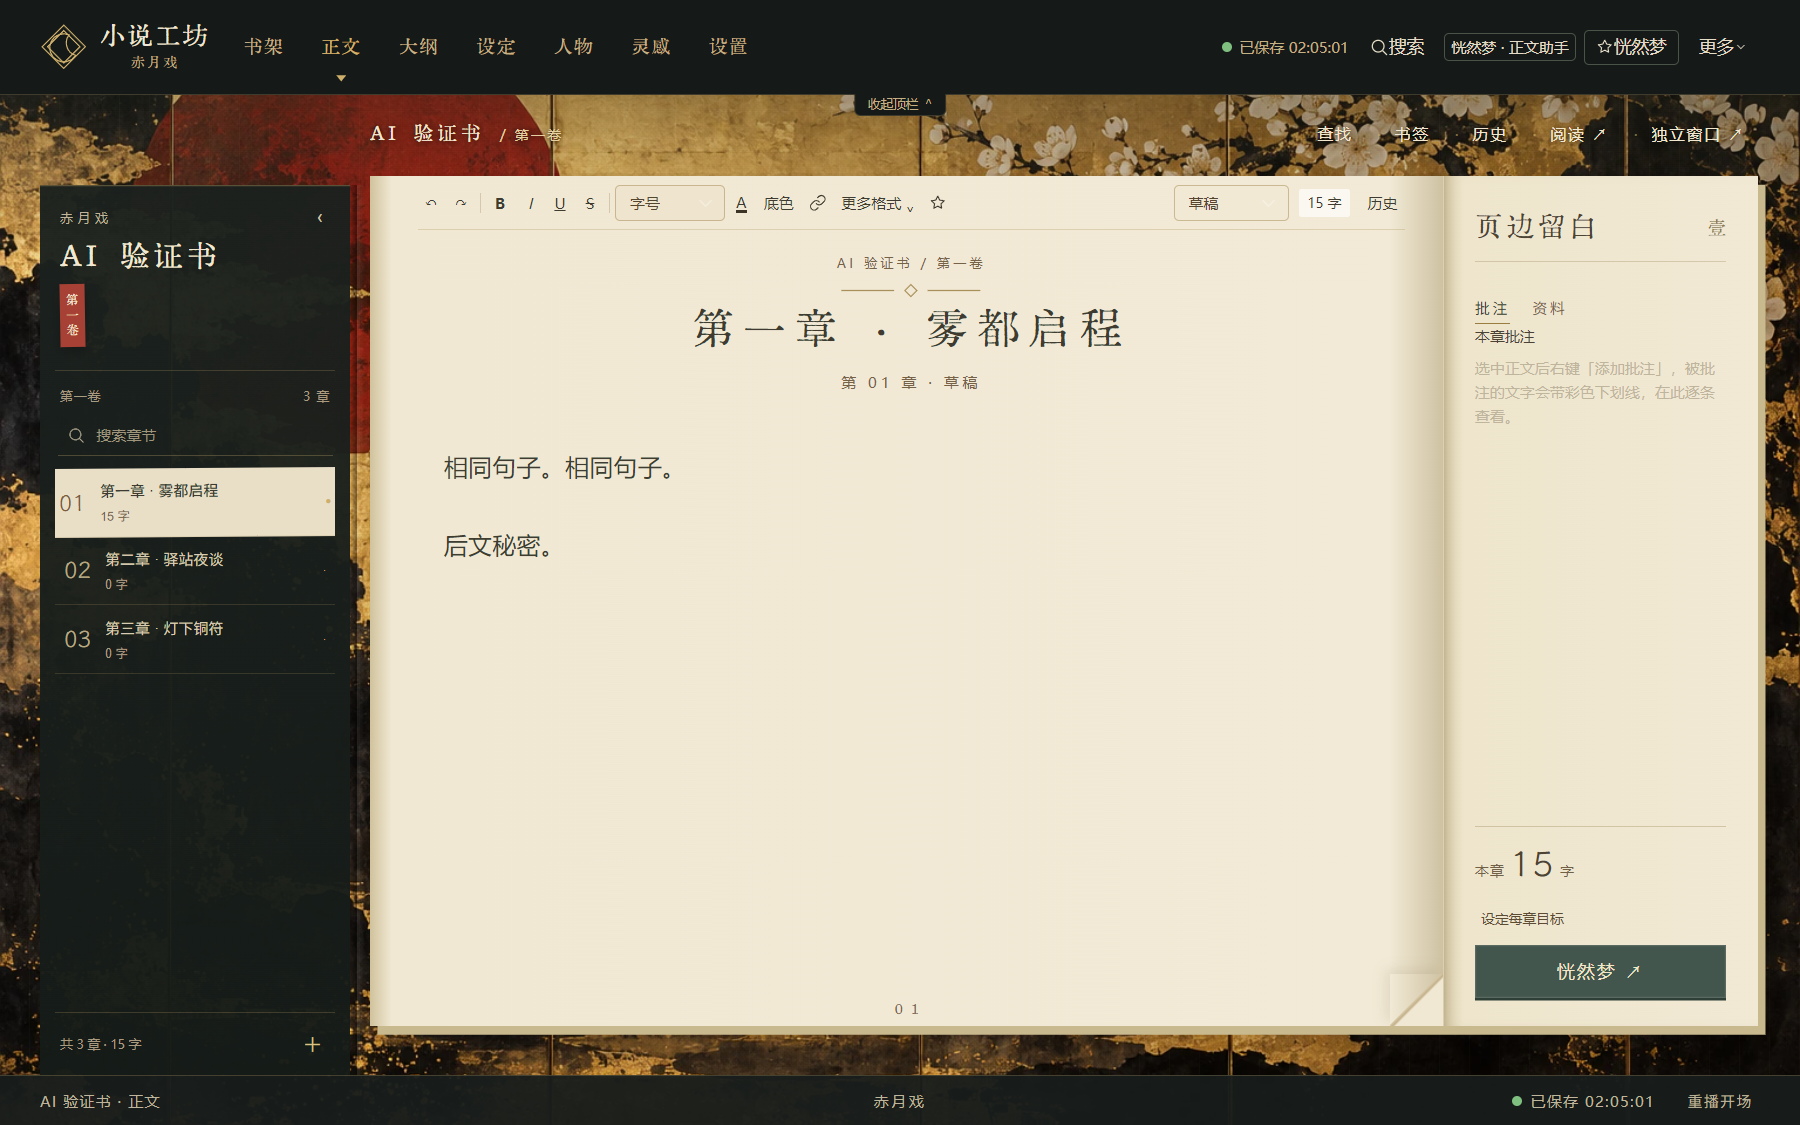 小说工坊
赤月戏
书架 正文 大纲 设定 人物 灵感 设置
已保存 02:05:01 搜索 恍然梦 · 正文助手 恍然梦 更多
收起顶栏 ^
AI 验证书 / 第一卷
查找 · 书签 · 历史 · 阅读 ↗ · 独立窗口 ↗
赤月戏
AI 验证书
第一卷
第一卷 3 章
搜索章节
01 第一章 · 雾都启程
15 字
02 第二章 · 驿站夜谈
0 字
03 第三章 · 灯下铜符
0 字
共 3 章 · 15 字 +
B I U S 字号 A 底色 更多格式 草稿 15 字 历史
AI 验证书 / 第一卷
第一章 · 雾都启程
第 01 章 · 草稿
相同句子。相同句子。
后文秘密。
01
页边留白 壹
批注 资料
本章批注
选中正文后右键「添加批注」，被批
注的文字会带彩色下划线，在此逐条
查看。
本章 15 字
设定每章目标
恍然梦 ↗
AI 验证书 · 正文
赤月戏
已保存 02:05:01 重播开场